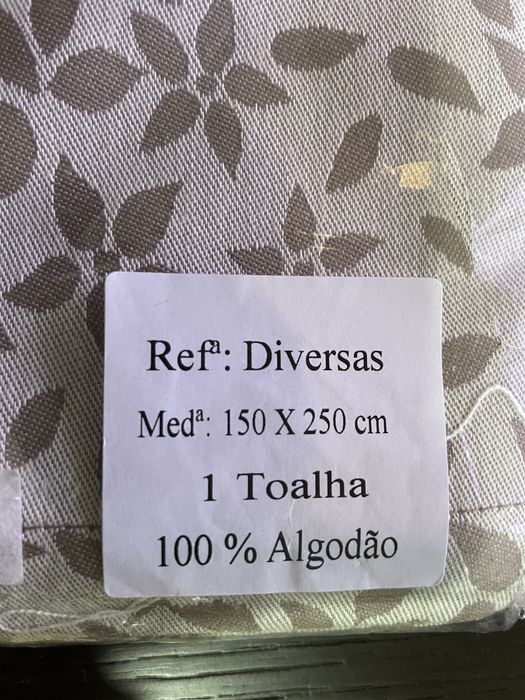 Refª: Diversas
Medª: 150 X 250 cm
1 Toalha
100 % Algodão